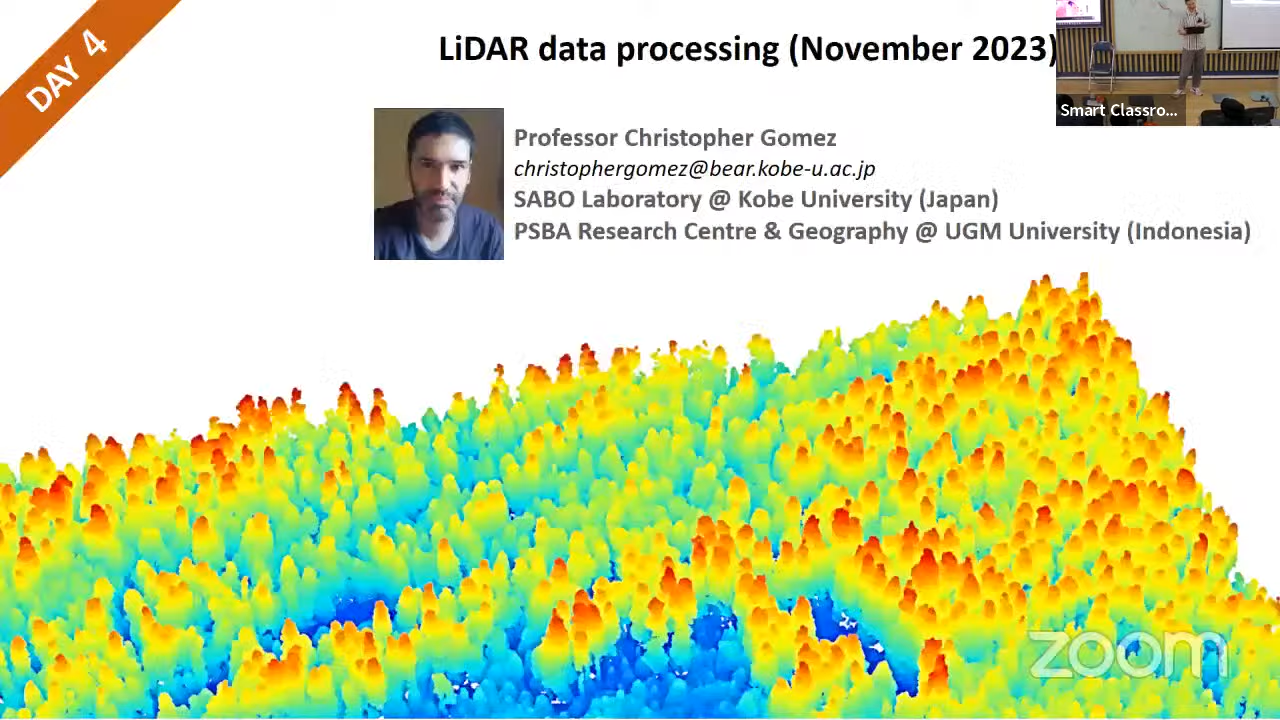 DAY 4
LiDAR data processing (November 2023)
Smart Classro...
Professor Christopher Gomez
christophergomez@bear.kobe-u.ac.jp
SABO Laboratory @ Kobe University (Japan)
PSBA Research Centre & Geography @ UGM University (Indonesia)
zoom